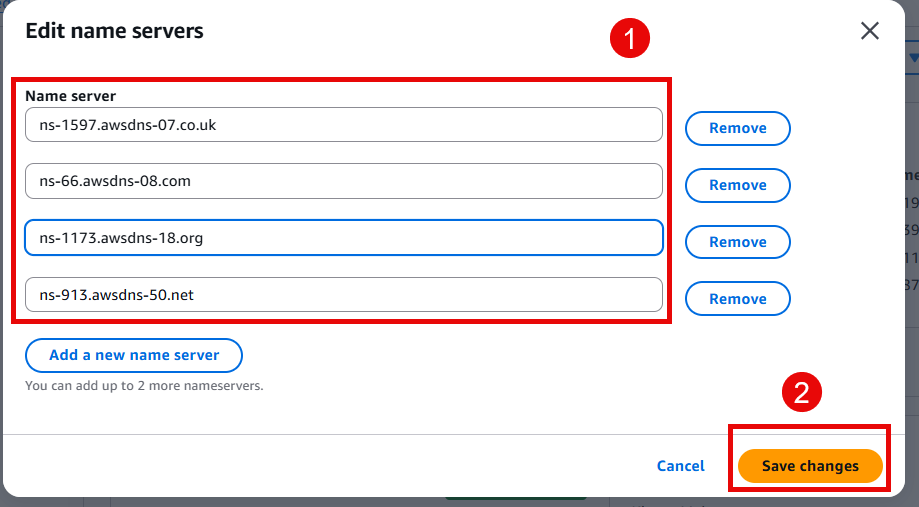 Edit name servers
1
Name server
ns-1597.awsdns-07.co.uk
Remove
ns-66.awsdns-08.com
Remove
ns-1173.awsdns-18.org
Remove
ns-913.awsdns-50.net
Remove
Add a new name server
You can add up to 2 more nameservers.
2
Cancel
Save changes